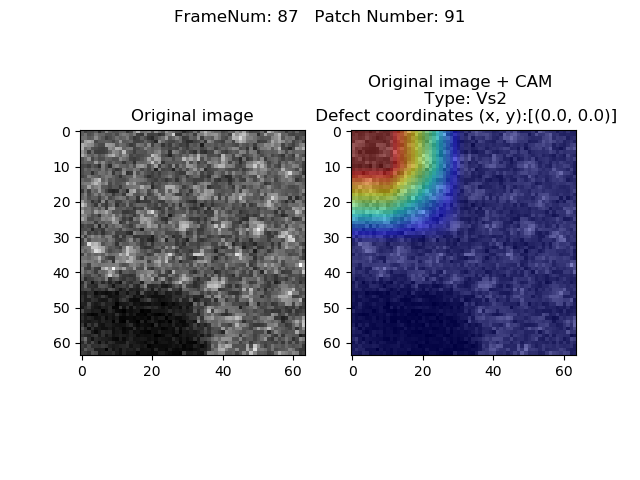 FrameNum: 87   Patch Number: 91
Original image
Original image + CAM
Type: Vs2
Defect coordinates (x, y):[(0.0, 0.0)]
0
10
20
30
40
50
60
0 20 40 60
0
10
20
30
40
50
60
0 20 40 60